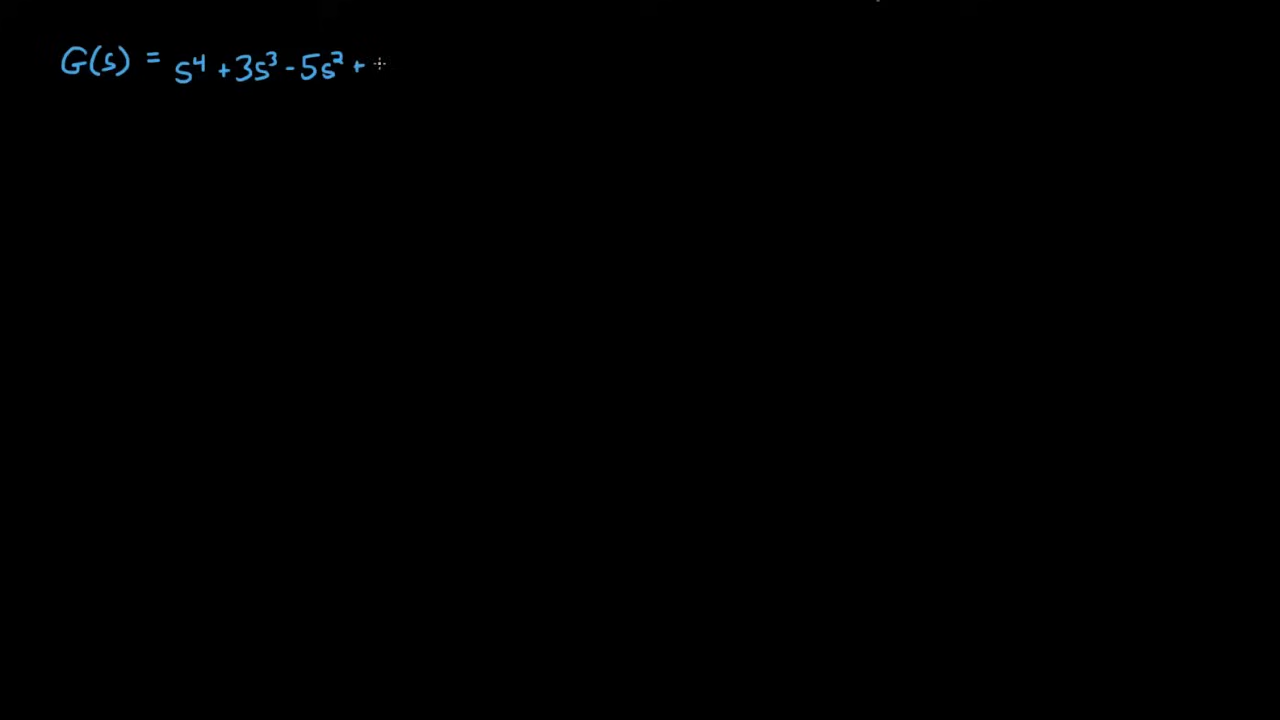 G(s) = s⁴ + 3s³ - 5s² +